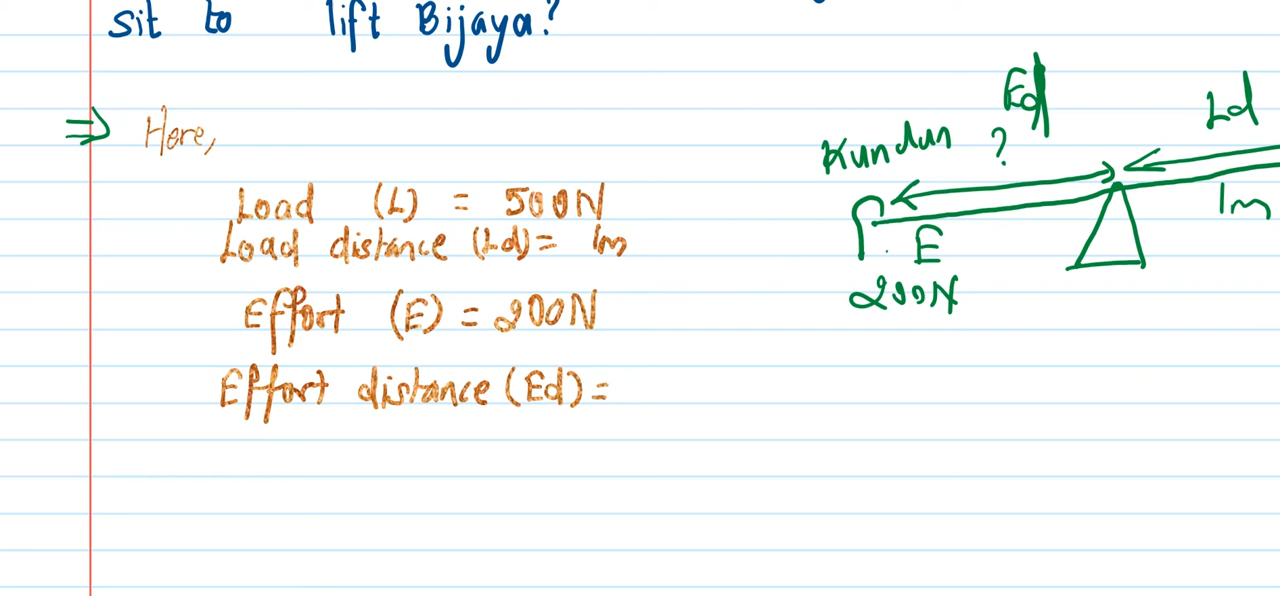 sit to lift Bijaya?
⇒ Here,
Load (L) = 500N
Load distance (Ld) = 1m
Effort (E) = 200N
Effort distance (Ed) =
Ed
Ld
Kundun ?
1m
E
200N